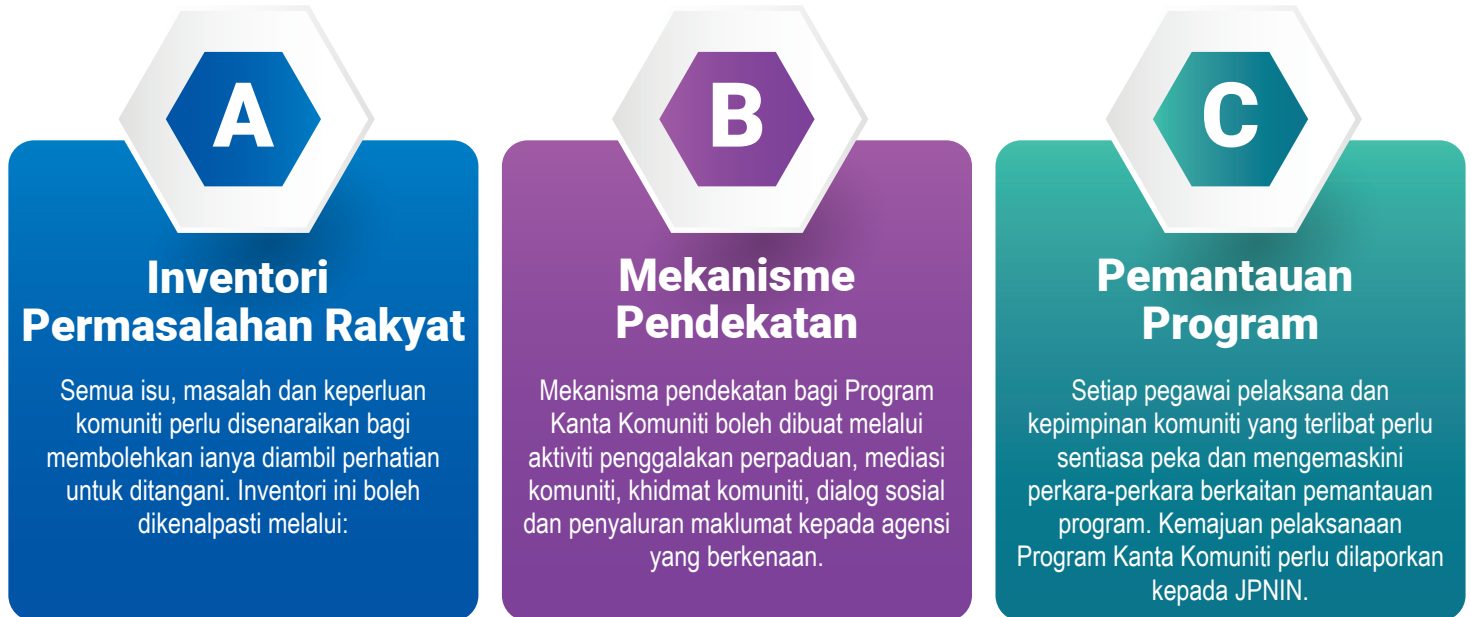 A
Inventori
Permasalahan Rakyat
Semua isu, masalah dan keperluan
komuniti perlu disenaraikan bagi
membolehkan ianya diambil perhatian
untuk ditangani. Inventori ini boleh
dikenalpasti melalui:
B
Mekanisme
Pendekatan
Mekanisma pendekatan bagi Program
Kanta Komuniti boleh dibuat melalui
aktiviti penggalakan perpaduan, mediasi
komuniti, khidmat komuniti, dialog sosial
dan penyaluran maklumat kepada agensi
yang berkenaan.
C
Pemantauan
Program
Setiap pegawai pelaksana dan
kepimpinan komuniti yang terlibat perlu
sentiasa peka dan mengemaskini
perkara-perkara berkaitan pemantauan
program. Kemajuan pelaksanaan
Program Kanta Komuniti perlu dilaporkan
kepada JPNIN.